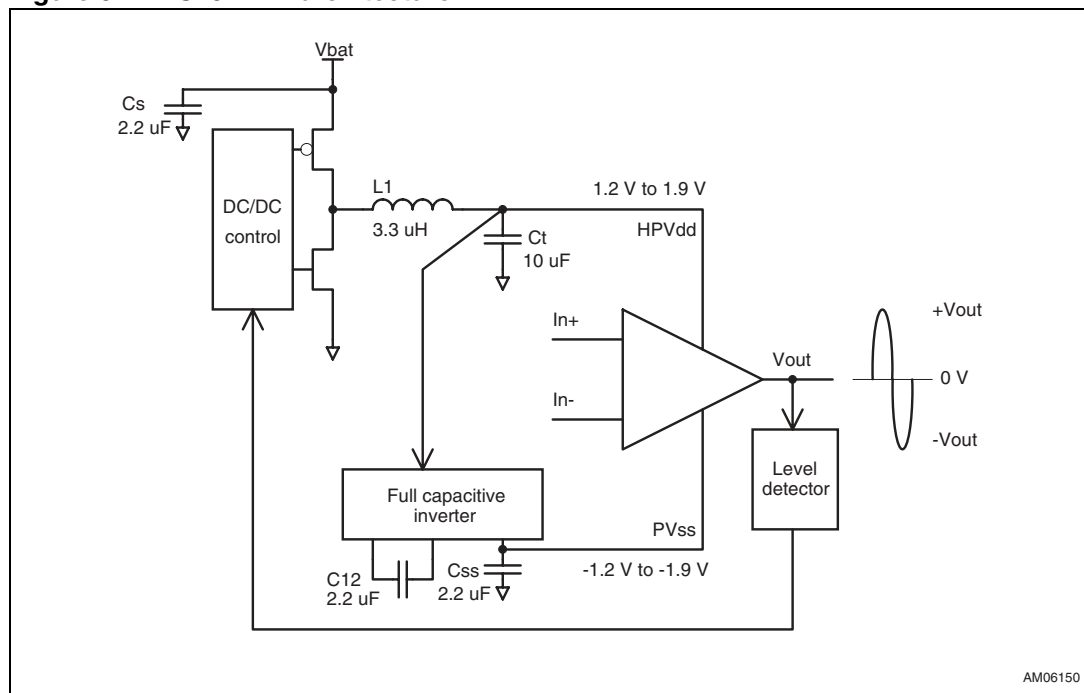 Vbat
Cs
2.2 uF
DC/DC
control
L1
3.3 uH
1.2 V to 1.9 V
HPVdd
Ct
10 uF
In+
In-
Vout
+Vout
0 V
-Vout
Level
detector
Full capacitive
inverter
PVss
-1.2 V to -1.9 V
C12
2.2 uF
Css
2.2 uF
AM06150